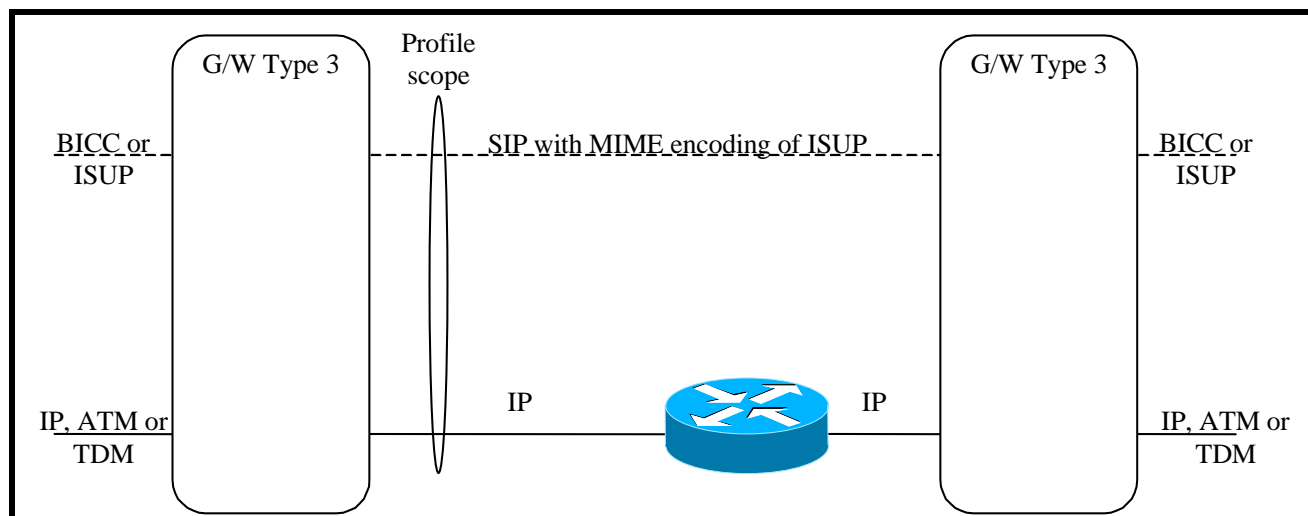 G/W Type 3
Profile
scope
G/W Type 3
BICC or
ISUP
SIP with MIME encoding of ISUP
BICC or
ISUP
IP, ATM or
TDM
IP
IP
IP, ATM or
TDM